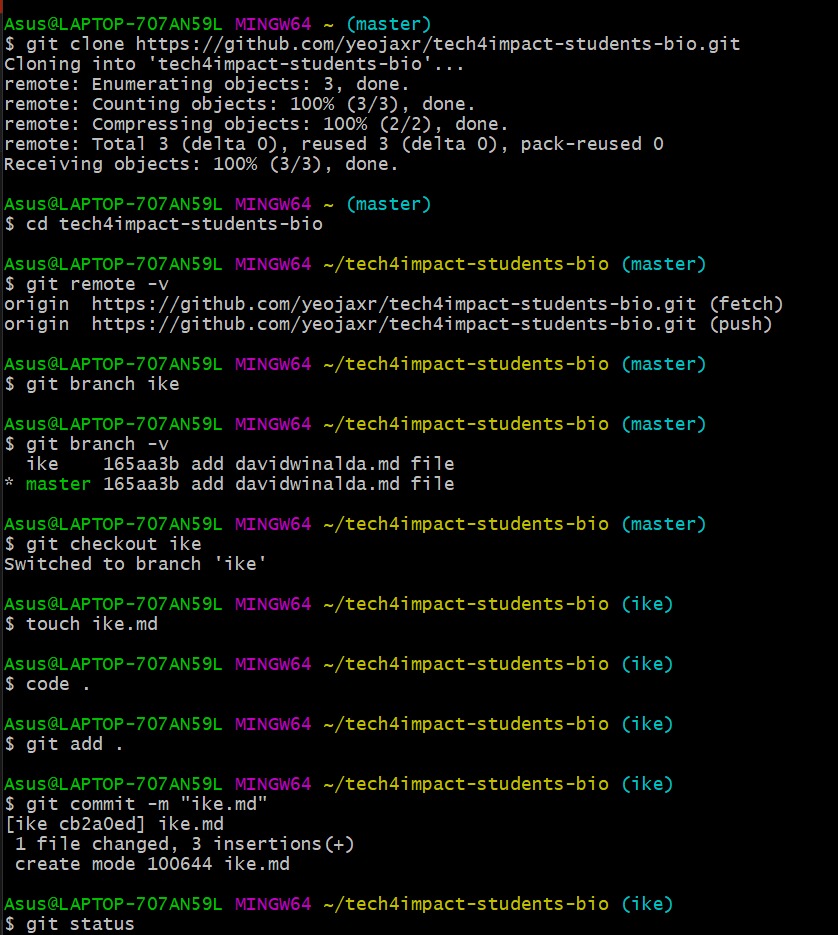 Asus@LAPTOP-707AN59L MINGW64 ~ (master)
$ git clone https://github.com/yeojaxr/tech4impact-students-bio.git
Cloning into 'tech4impact-students-bio'...
remote: Enumerating objects: 3, done.
remote: Counting objects: 100% (3/3), done.
remote: Compressing objects: 100% (2/2), done.
remote: Total 3 (delta 0), reused 3 (delta 0), pack-reused 0
Receiving objects: 100% (3/3), done.
Asus@LAPTOP-707AN59L MINGW64 ~ (master)
$ cd tech4impact-students-bio
Asus@LAPTOP-707AN59L MINGW64 ~/tech4impact-students-bio (master)
$ git remote -v
origin  https://github.com/yeojaxr/tech4impact-students-bio.git (fetch)
origin  https://github.com/yeojaxr/tech4impact-students-bio.git (push)
Asus@LAPTOP-707AN59L MINGW64 ~/tech4impact-students-bio (master)
$ git branch ike
Asus@LAPTOP-707AN59L MINGW64 ~/tech4impact-students-bio (master)
$ git branch -v
  ike    165aa3b add davidwinalda.md file
* master 165aa3b add davidwinalda.md file
Asus@LAPTOP-707AN59L MINGW64 ~/tech4impact-students-bio (master)
$ git checkout ike
Switched to branch 'ike'
Asus@LAPTOP-707AN59L MINGW64 ~/tech4impact-students-bio (ike)
$ touch ike.md
Asus@LAPTOP-707AN59L MINGW64 ~/tech4impact-students-bio (ike)
$ code .
Asus@LAPTOP-707AN59L MINGW64 ~/tech4impact-students-bio (ike)
$ git add .
Asus@LAPTOP-707AN59L MINGW64 ~/tech4impact-students-bio (ike)
$ git commit -m "ike.md"
[ike cb2a0ed] ike.md
 1 file changed, 3 insertions(+)
 create mode 100644 ike.md
Asus@LAPTOP-707AN59L MINGW64 ~/tech4impact-students-bio (ike)
$ git status